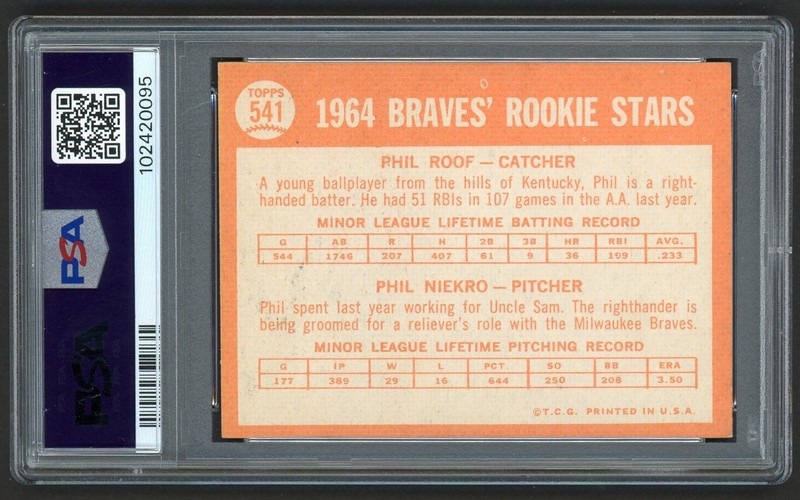 PSA
102420095
PSA
TOPPS
541
1964 BRAVES' ROOKIE STARS
PHIL ROOF — CATCHER
A young ballplayer from the hills of Kentucky, Phil is a right-
handed batter. He had 51 RBIs in 107 games in the A.A. last year.
MINOR LEAGUE LIFETIME BATTING RECORD
G AB R H 2B 3B HR RBI AVG.
544 1746 207 407 61 9 36 199 .233
PHIL NIEKRO — PITCHER
Phil spent last year working for Uncle Sam. The righthander is
being groomed for a reliever's role with the Milwaukee Braves.
MINOR LEAGUE LIFETIME PITCHING RECORD
G IP W L PCT. SO BB ERA
177 389 29 16 644 250 208 3.50
©T.C.G. PRINTED IN U.S.A.